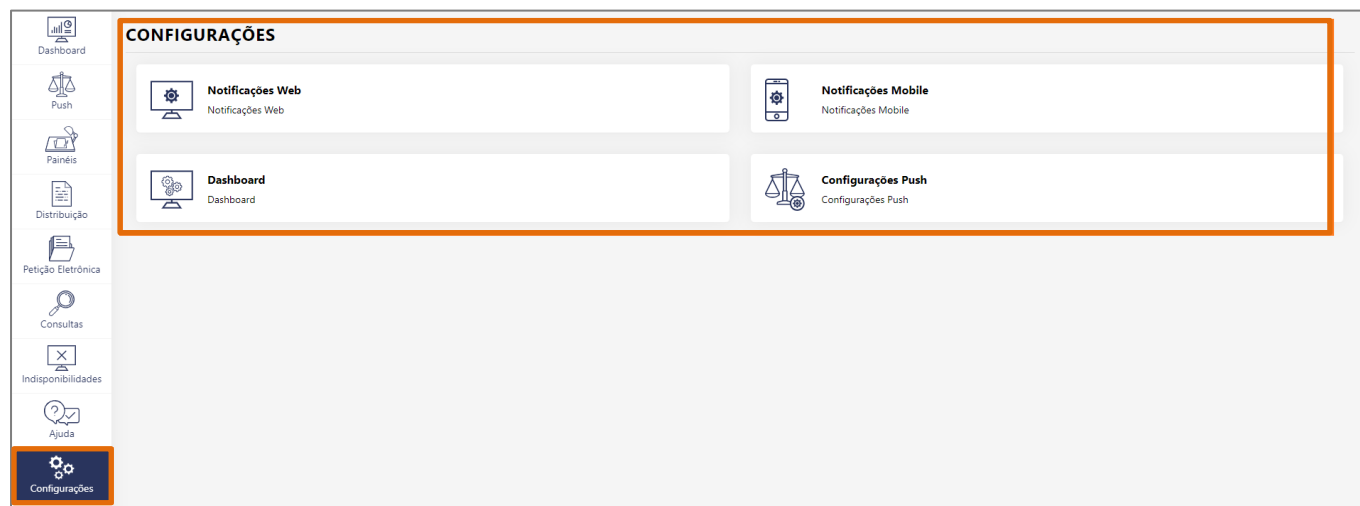 Dashboard
Push
Painéis
Distribuição
Petição Eletrônica
Consultas
Indisponibilidades
Ajuda
Configurações
CONFIGURAÇÕES
Notificações Web
Notificações Web
Notificações Mobile
Notificações Mobile
Dashboard
Dashboard
Configurações Push
Configurações Push